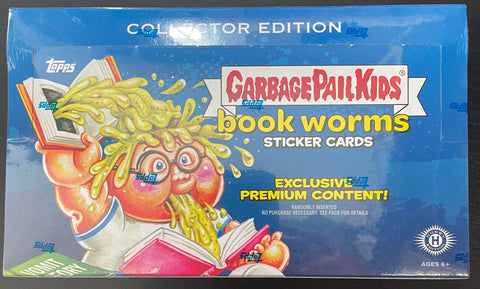 COLLECTOR EDITION
Topps
GARBAGE PAIL KIDS®
book worms
STICKER CARDS
EXCLUSIVE
PREMIUM CONTENT!
RANDOMLY INSERTED
NO PURCHASE NECESSARY. SEE PACK FOR DETAILS
H
AGES 6+